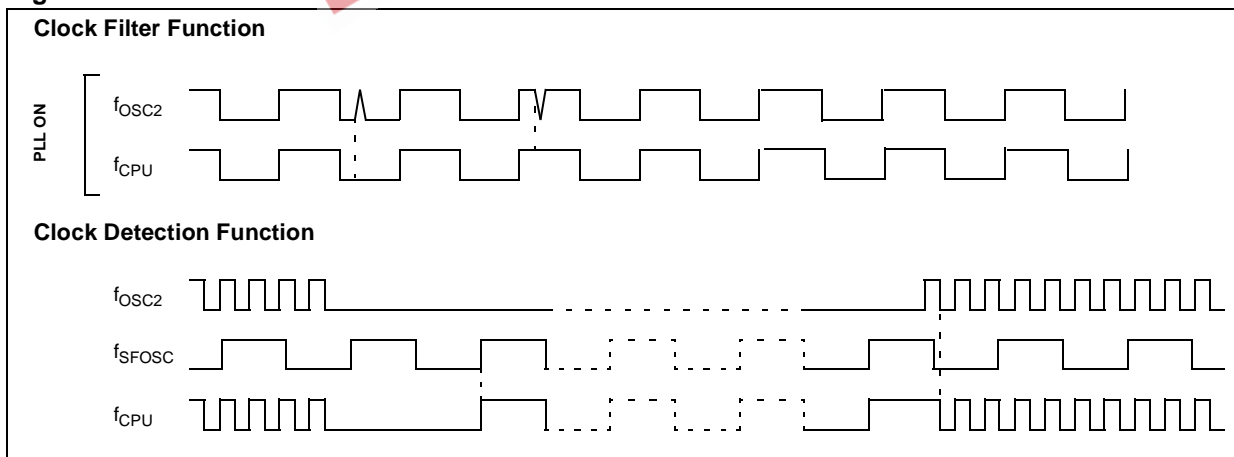 Clock Filter Function
PLL ON
fOSC2
fCPU
Clock Detection Function
fOSC2
fSFOSC
fCPU